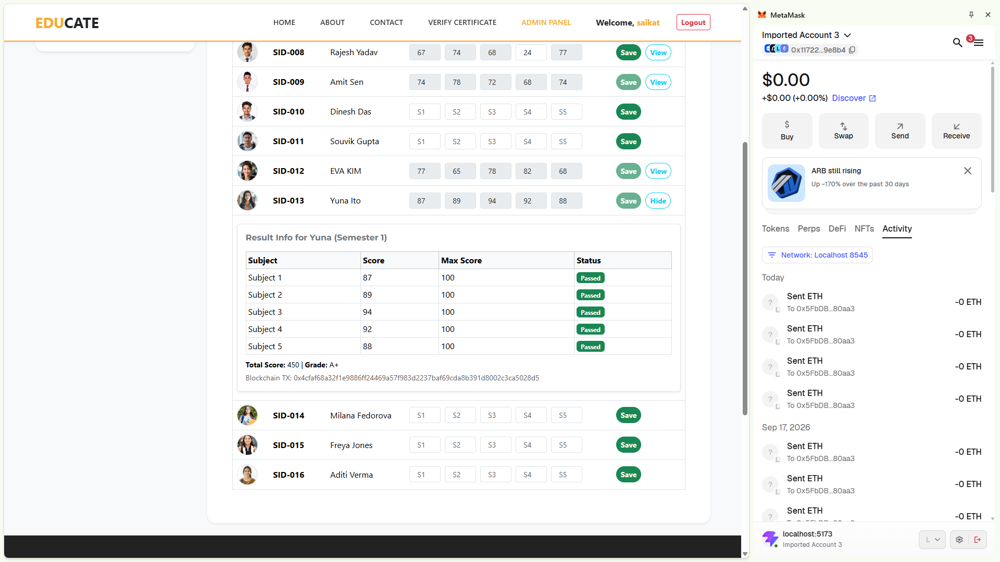 EDUCATE
HOME
ABOUT
CONTACT
VERIFY CERTIFICATE
ADMIN PANEL
Welcome, saikat
Logout
SID-008 Rajesh Yadav 67 74 68 24 77 Save View
SID-009 Amit Sen 74 78 72 68 74 Save View
SID-010 Dinesh Das S1 S2 S3 S4 S5 Save
SID-011 Souvik Gupta S1 S2 S3 S4 S5 Save
SID-012 EVA KIM 77 65 78 82 68 Save View
SID-013 Yuna Ito 87 89 94 92 88 Save Hide
Result Info for Yuna (Semester 1)
Subject Score Max Score Status
Subject 1 87 100 Passed
Subject 2 89 100 Passed
Subject 3 94 100 Passed
Subject 4 92 100 Passed
Subject 5 88 100 Passed
Total Score: 450 | Grade: A+
Blockchain TX: 0x4cfaf68a32f1e9886ff24469a57f983d2237baf69cda8b391d8002c3ca5028d5
SID-014 Milana Fedorova S1 S2 S3 S4 S5 Save
SID-015 Freya Jones S1 S2 S3 S4 S5 Save
SID-016 Aditi Verma S1 S2 S3 S4 S5 Save
MetaMask
Imported Account 3
0x11722...9e8b4
3
$0.00
+$0.00 (+0.00%) Discover
Buy
Swap
Send
Receive
ARB still rising
Up ~170% over the past 30 days
Tokens Perps DeFi NFTs Activity
Network: Localhost 8545
Today
Sent ETH
To 0x5FbDB...80aa3
-0 ETH
Sent ETH
To 0x5FbDB...80aa3
-0 ETH
Sent ETH
To 0x5FbDB...80aa3
-0 ETH
Sent ETH
To 0x5FbDB...80aa3
-0 ETH
Sep 17, 2026
Sent ETH
To 0x5FbDB...80aa3
-0 ETH
Sent ETH
To 0x5FbDB...80aa3
-0 ETH
Sent ETH
-0 ETH
localhost:5173
Imported Account 3
L